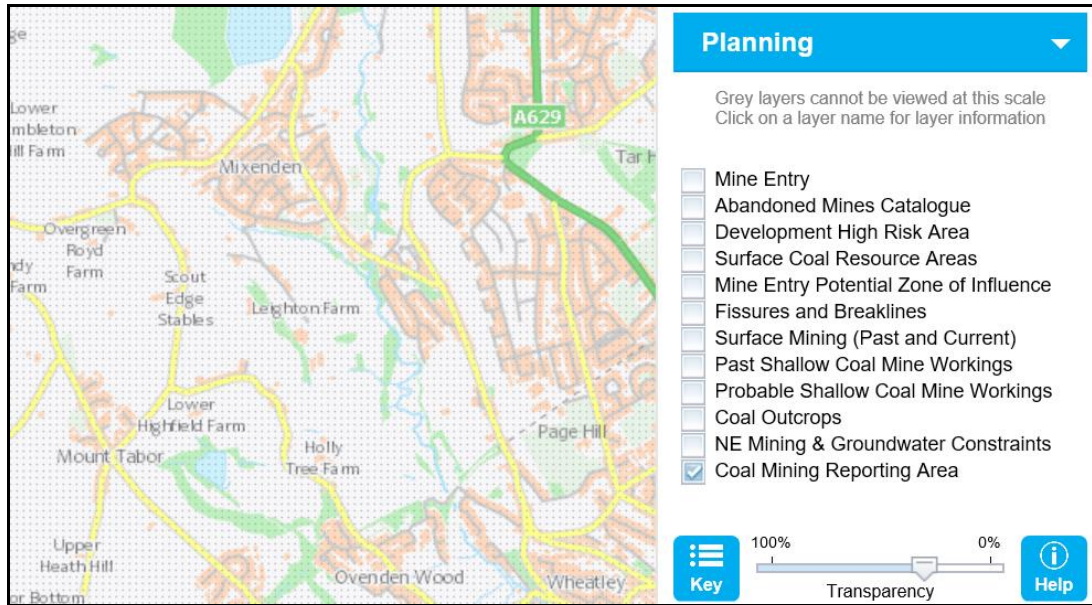 ge
Lower
mbleton
ill Farm
A629
Mixenden
Tar H
Overgreen
Royd
Farm
dy
Farm
Scout
Edge
Stables
Leighton Farm
Lower
Highfield Farm
Mount Tabor
Holly
Tree Farm
Page Hill
Upper
Heath Hill
or Bottom
Ovenden Wood
Wheatley
Planning
Grey layers cannot be viewed at this scale
Click on a layer name for layer information
Mine Entry
Abandoned Mines Catalogue
Development High Risk Area
Surface Coal Resource Areas
Mine Entry Potential Zone of Influence
Fissures and Breaklines
Surface Mining (Past and Current)
Past Shallow Coal Mine Workings
Probable Shallow Coal Mine Workings
Coal Outcrops
NE Mining & Groundwater Constraints
Coal Mining Reporting Area
Key
100%
0%
Transparency
Help